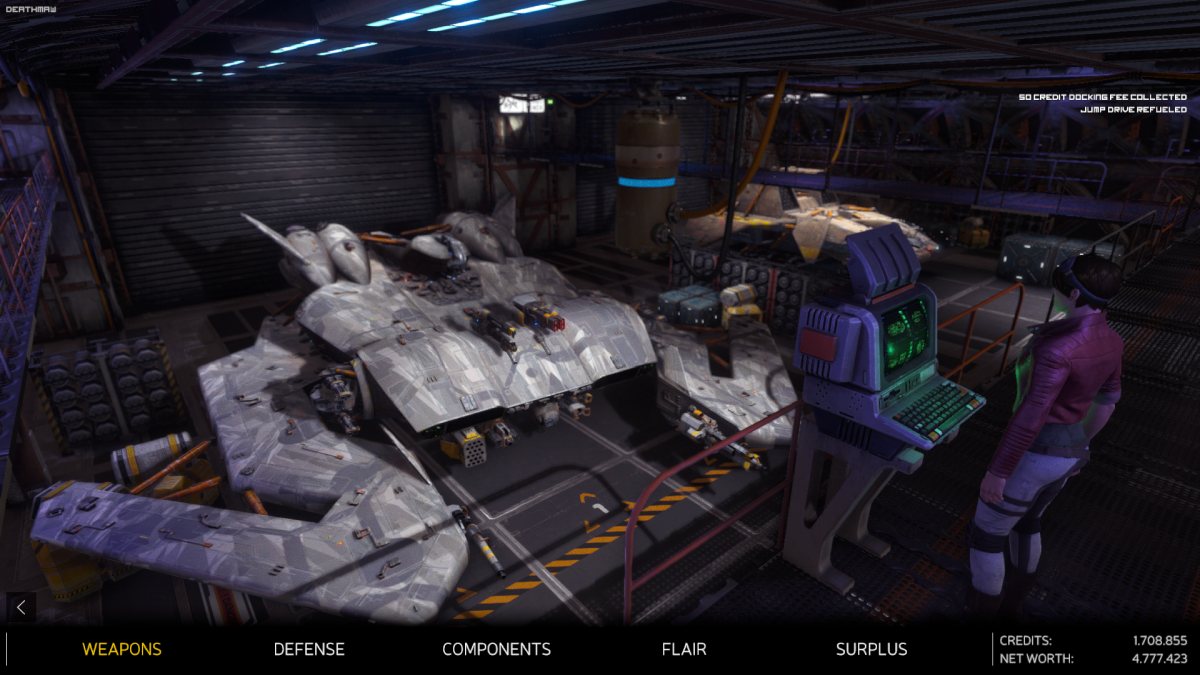 DEATHMAW
50 CREDIT DOCKING FEE COLLECTED
JUMP DRIVE REFUELED
WEAPONS
DEFENSE
COMPONENTS
FLAIR
SURPLUS
CREDITS: 1.708.855
NET WORTH: 4.777.423